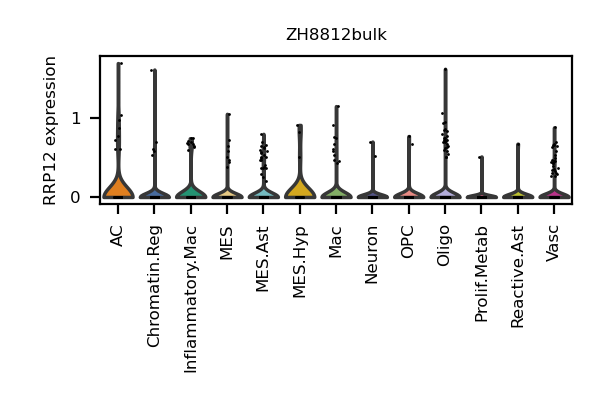 ZH8812bulk
RRP12 expression
1
0
AC
Chromatin.Reg
Inflammatory.Mac
MES
MES.Ast
MES.Hyp
Mac
Neuron
OPC
Oligo
Prolif.Metab
Reactive.Ast
Vasc